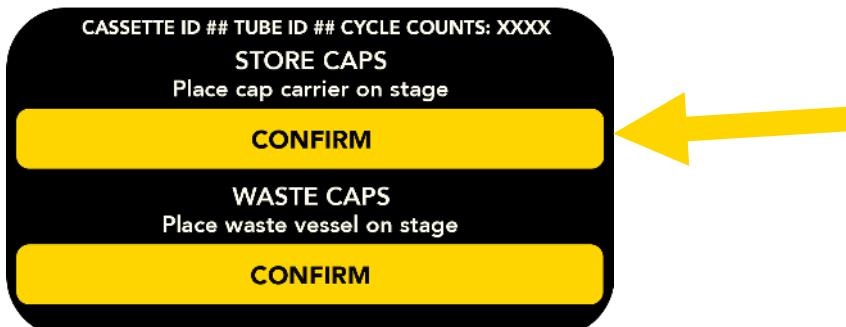 CASSETTE ID ## TUBE ID ## CYCLE COUNTS: XXXX
STORE CAPS
Place cap carrier on stage
CONFIRM
WASTE CAPS
Place waste vessel on stage
CONFIRM